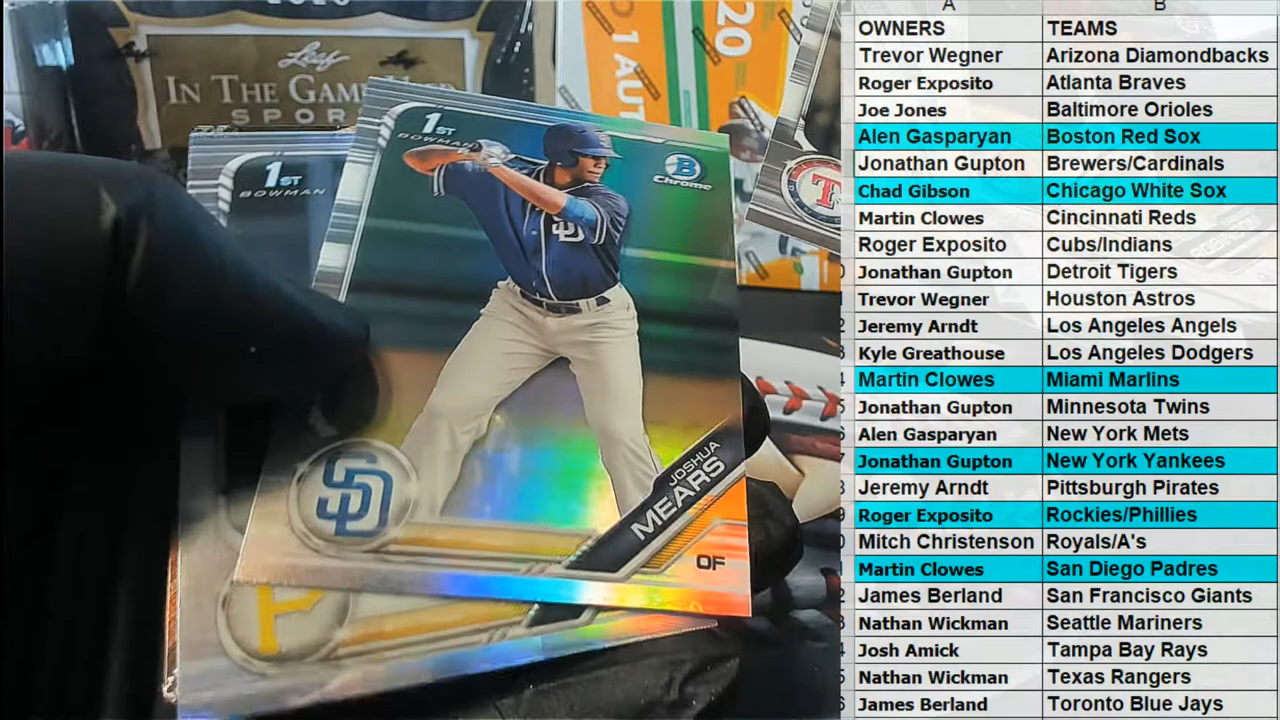 Leaf
IN THE GAME
SPOR
1 AUT
20
1ST
BOWMAN
1ST
BOWMAN
B
Chrome
SD
T
SD
JOSHUA
MEARS
OF
P
A B
OWNERS TEAMS
Trevor Wegner Arizona Diamondbacks
Roger Exposito Atlanta Braves
Joe Jones Baltimore Orioles
Alen Gasparyan Boston Red Sox
Jonathan Gupton Brewers/Cardinals
Chad Gibson Chicago White Sox
Martin Clowes Cincinnati Reds
Roger Exposito Cubs/Indians
Jonathan Gupton Detroit Tigers
Trevor Wegner Houston Astros
Jeremy Arndt Los Angeles Angels
Kyle Greathouse Los Angeles Dodgers
Martin Clowes Miami Marlins
Jonathan Gupton Minnesota Twins
Alen Gasparyan New York Mets
Jonathan Gupton New York Yankees
Jeremy Arndt Pittsburgh Pirates
Roger Exposito Rockies/Phillies
Mitch Christenson Royals/A's
Martin Clowes San Diego Padres
James Berland San Francisco Giants
Nathan Wickman Seattle Mariners
Josh Amick Tampa Bay Rays
Nathan Wickman Texas Rangers
James Berland Toronto Blue Jays